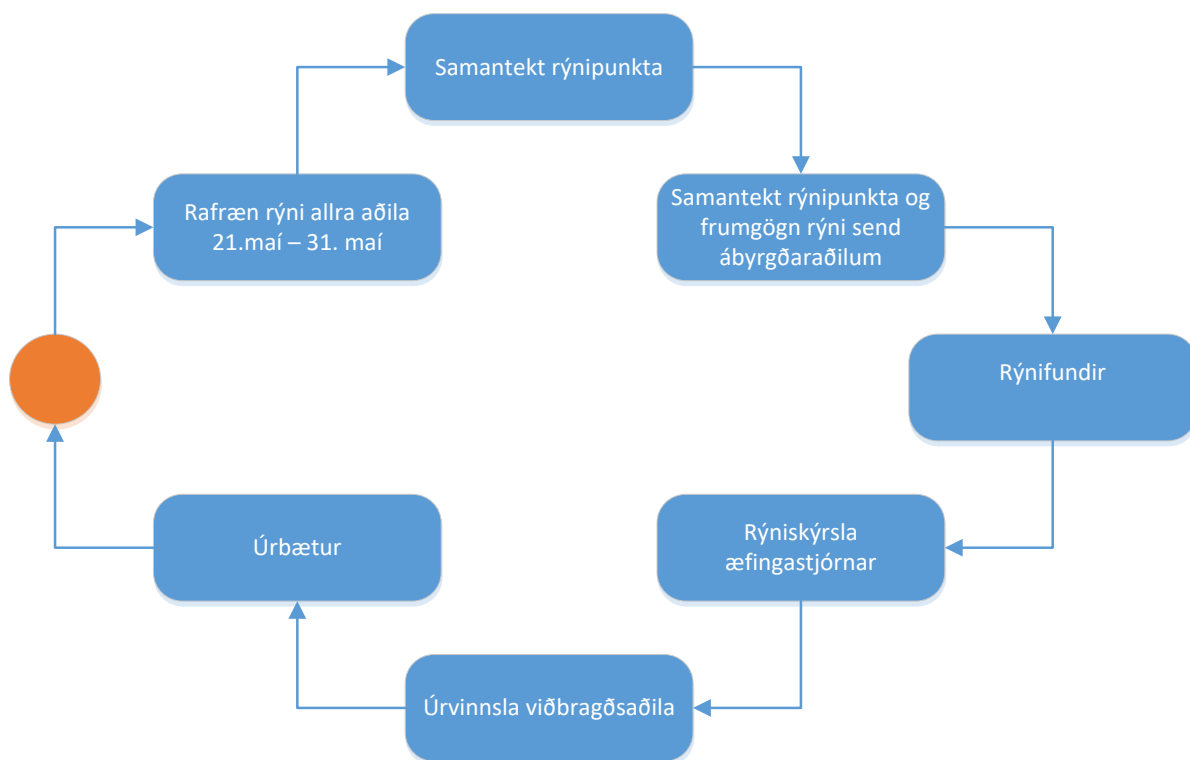 Samantekt rýnipunkta
Rafræn rýni allra aðila
21.maí – 31. maí
Samantekt rýnipunkta og
frumgögn rýni send
ábyrgðaraðilum
Rýnifundir
Rýniskýrsla
æfingastjórnar
Úrvinnsla viðbragðsaðila
Úrbætur